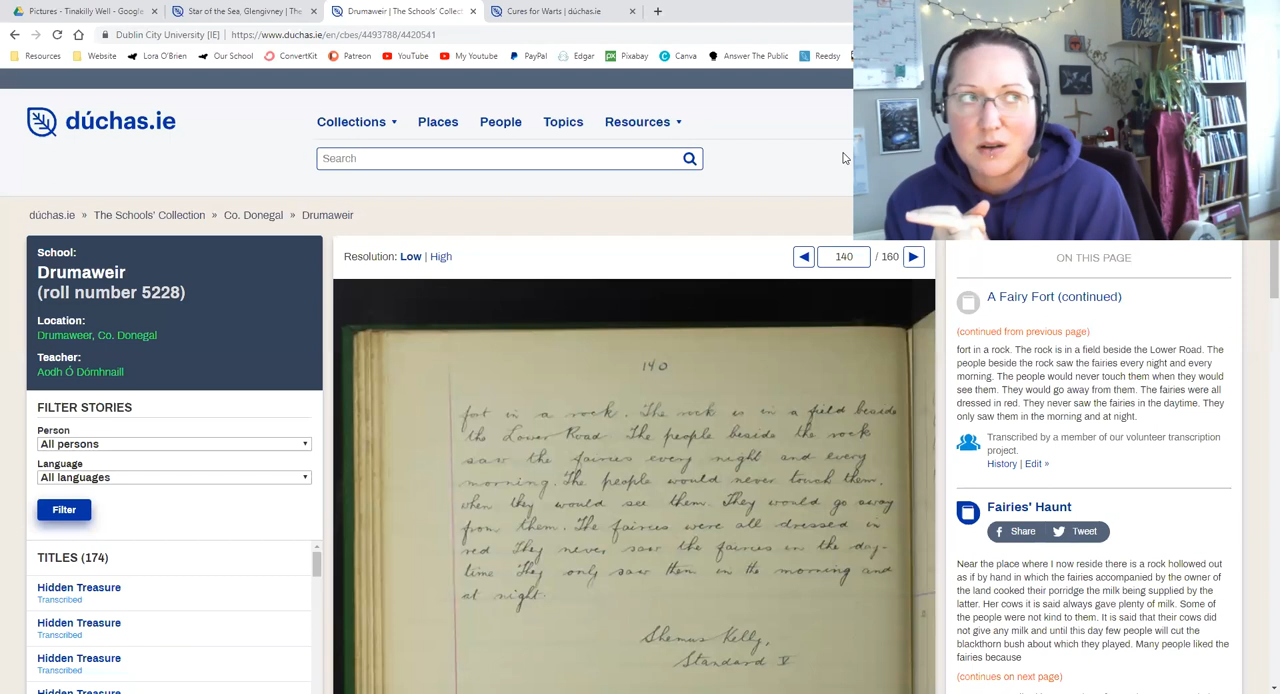 Pictures - Tinakilly Well - Google
Star of the Sea, Glengivney | The
Drumaweir | The Schools' Collect
Cures for Warts | dúchas.ie
Dublin City University [IE] | https://www.duchas.ie/en/cbes/4493788/4420541
Resources Website Lora O'Brien Our School ConvertKit Patreon YouTube My Youtube PayPal Edgar Pixabay Canva Answer The Public Reedsy
dúchas.ie
Collections Places People Topics Resources
Search
dúchas.ie » The Schools' Collection » Co. Donegal » Drumaweir
School:
Drumaweir
(roll number 5228)
Location:
Drumaweer, Co. Donegal
Teacher:
Aodh Ó Dómhnaill
FILTER STORIES
Person
All persons
Language
All languages
Filter
TITLES (174)
Hidden Treasure
Transcribed
Hidden Treasure
Transcribed
Hidden Treasure
Transcribed
Hidden Treasure
Resolution: Low | High
140 / 160
140
fort in a rock. The rock is in a field beside
the Lower Road The people beside the rock
saw the fairies every night and every
morning. The people would never touch them,
when they would see them. They would go away
from them. The fairies were all dressed in
red They never saw the fairies in the day-
time They only saw them in the morning and
at night.
Shemus Kelly,
Standard V
ON THIS PAGE
A Fairy Fort (continued)
(continued from previous page)
fort in a rock. The rock is in a field beside the Lower Road. The
people beside the rock saw the fairies every night and every
morning. The people would never touch them when they would
see them. They would go away from them. The fairies were all
dressed in red. They never saw the fairies in the daytime. They
only saw them in the morning and at night.
Transcribed by a member of our volunteer transcription
project.
History | Edit »
Fairies' Haunt
Share Tweet
Near the place where I now reside there is a rock hollowed out
as if by hand in which the fairies accompanied by the owner of
the land cooked their porridge the milk being supplied by the
latter. Her cows it is said always gave plenty of milk. Some of
the people were not kind to them. It is said that their cows did
not give any milk and until this day few people will cut the
blackthorn bush about which they played. Many people liked the
fairies because
(continues on next page)